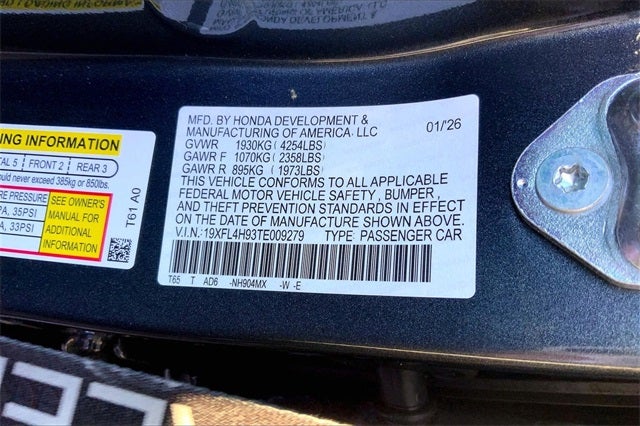 MFD. BY HONDA DEVELOPMENT &
MANUFACTURING OF AMERICA, LLC 01/'26
GVWR 1930KG ( 4254LBS)
GAWR F 1070KG ( 2358LBS)
GAWR R 895KG ( 1973LBS)
THIS VEHICLE CONFORMS TO ALL APPLICABLE
FEDERAL MOTOR VEHICLE SAFETY , BUMPER,
AND THEFT PREVENTION STANDARDS IN EFFECT
ON THE DATE OF MANUFACTURE SHOWN ABOVE.
V.I.N.: 19XFL4H93TE009279 TYPE: PASSENGER CAR
T65 T AD6 -NH904MX -W -E
ING INFORMATION
TAL 5 FRONT 2 REAR 3
ould never exceed 385kg or 850lbs.
RE PRESSURE
PA, 35PSI
A, 33PSI
SEE OWNER'S
MANUAL FOR
ADDITIONAL
INFORMATION
T61 A0